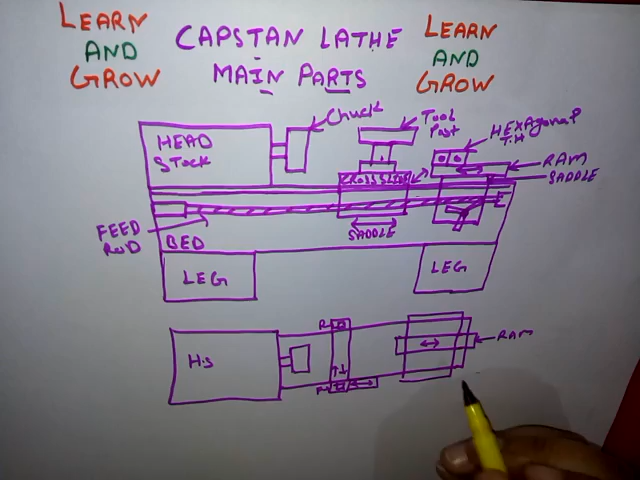 LEARN AND GROW
CAPSTAN LATHE MAIN PARTS
LEARN AND GROW
Chuck
Tool Post
HEXAgonal T.H
HEAD Stock
CROSS SLIDE
RAM
SADDLE
FEED ROD
BED
SADDLE
LEG
LEG
H.S
RAM